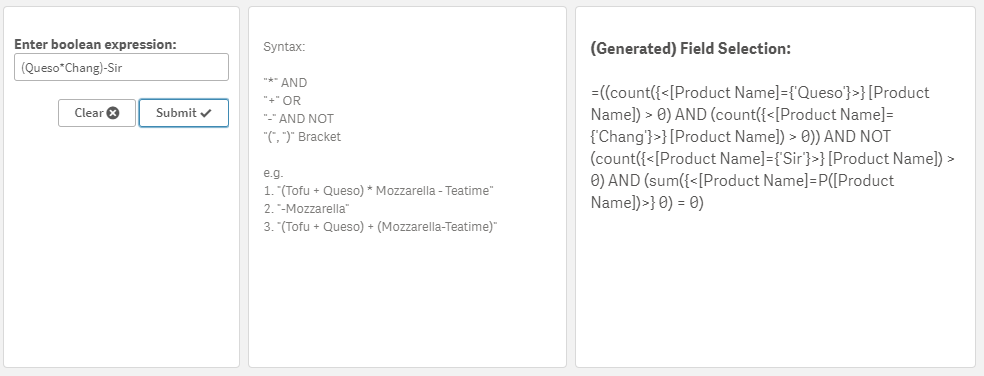 Enter boolean expression:
(Queso*Chang)-Sir
Clear
Submit
Syntax:
"*" AND
"+" OR
"-" AND NOT
"(", ")" Bracket
e.g.
1. "(Tofu + Queso) * Mozzarella - Teatime"
2. "-Mozzarella"
3. "(Tofu + Queso) + (Mozzarella-Teatime)"
(Generated) Field Selection:
=((count({<[Product Name]={'Queso'}>} [Product
Name]) > 0) AND (count({<[Product Name]=
{'Chang'}>} [Product Name]) > 0)) AND NOT
(count({<[Product Name]={'Sir'}>} [Product Name]) >
0) AND (sum({<[Product Name]=P([Product
Name])>} 0) = 0)